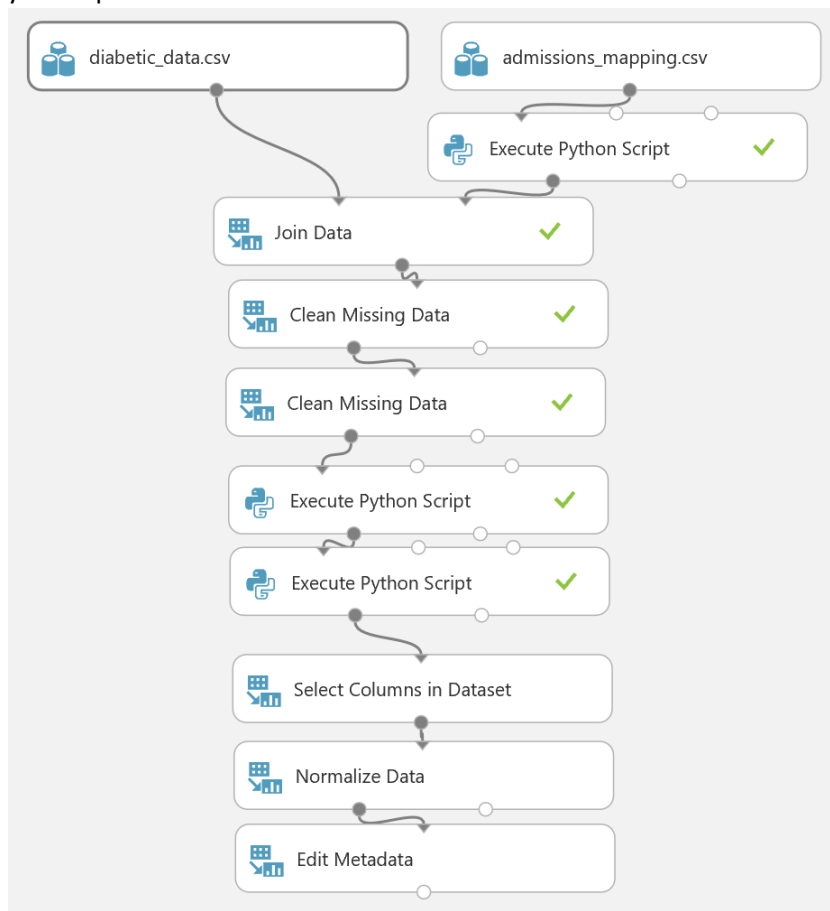 diabetic_data.csv
admissions_mapping.csv
Execute Python Script
Join Data
Clean Missing Data
Clean Missing Data
Execute Python Script
Execute Python Script
Select Columns in Dataset
Normalize Data
Edit Metadata